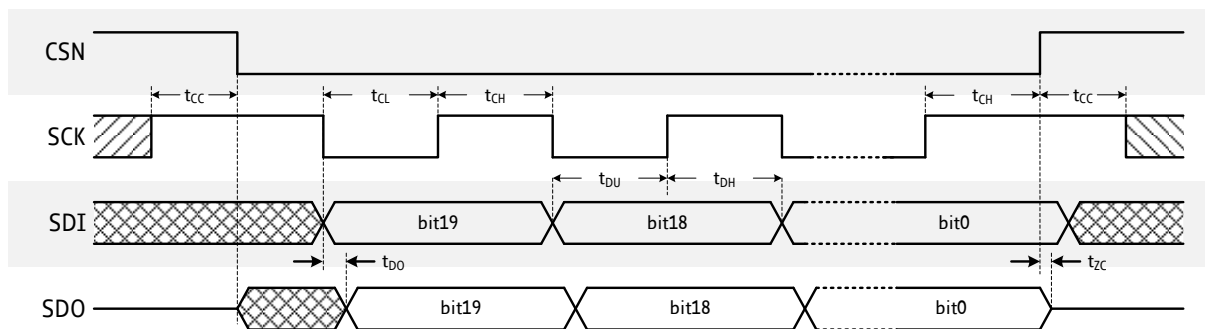 CSN
tCC tCL tCH tCH tCC
SCK
tDU tDH
SDI bit19 bit18 bit0
tDO tZC
SDO bit19 bit18 bit0